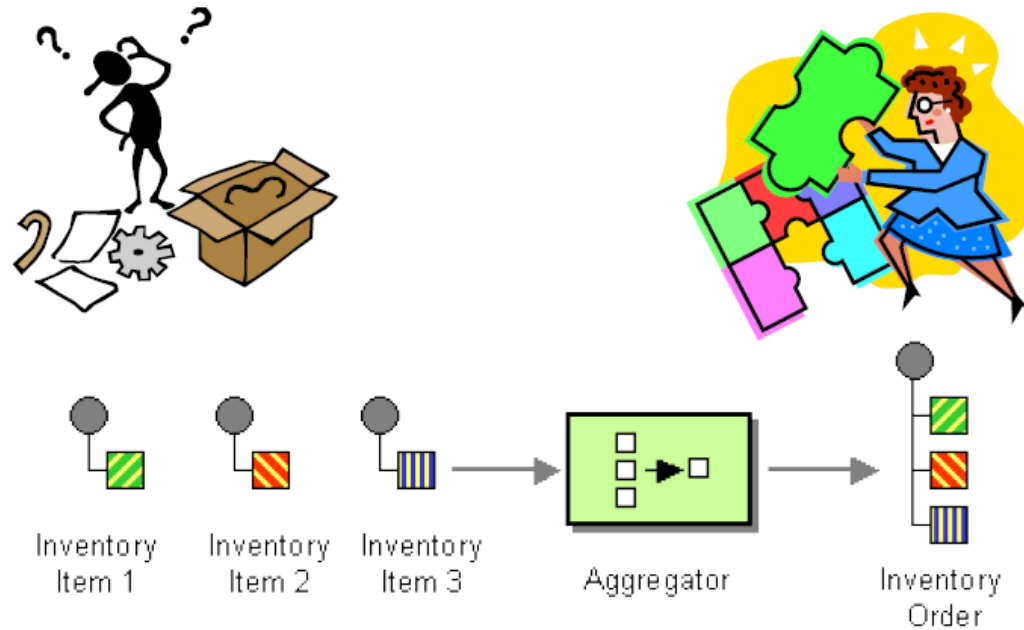 ? ?
Inventory
Item 1
Inventory
Item 2
Inventory
Item 3
Aggregator
Inventory
Order